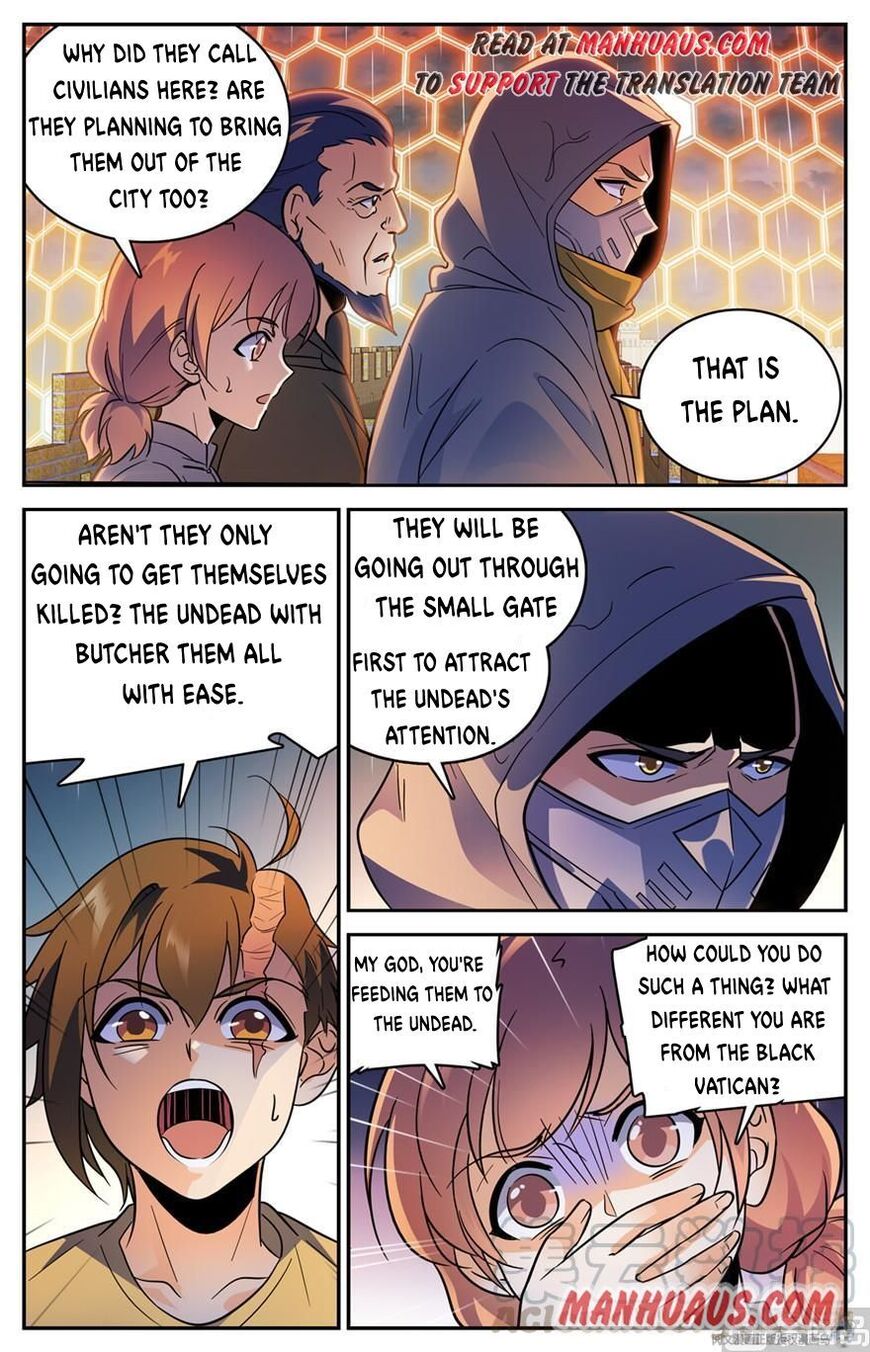 WHY DID THEY CALL
CIVILIANS HERE? ARE
THEY PLANNING TO BRING
THEM OUT OF THE
CITY TOO?
READ AT MANHUAUS.COM
TO SUPPORT THE TRANSLATION TEAM
THAT IS
THE PLAN.
AREN'T THEY ONLY
GOING TO GET THEMSELVES
KILLED? THE UNDEAD WITH
BUTCHER THEM ALL
WITH EASE.
THEY WILL BE
GOING OUT THROUGH
THE SMALL GATE
FIRST TO ATTRACT
THE UNDEAD'S
ATTENTION.
MY GOD, YOU'RE
FEEDING THEM TO
THE UNDEAD.
HOW COULD YOU DO
SUCH A THING? WHAT
DIFFERENT YOU ARE
FROM THE BLACK
VATICAN?
MANHUAUS.COM